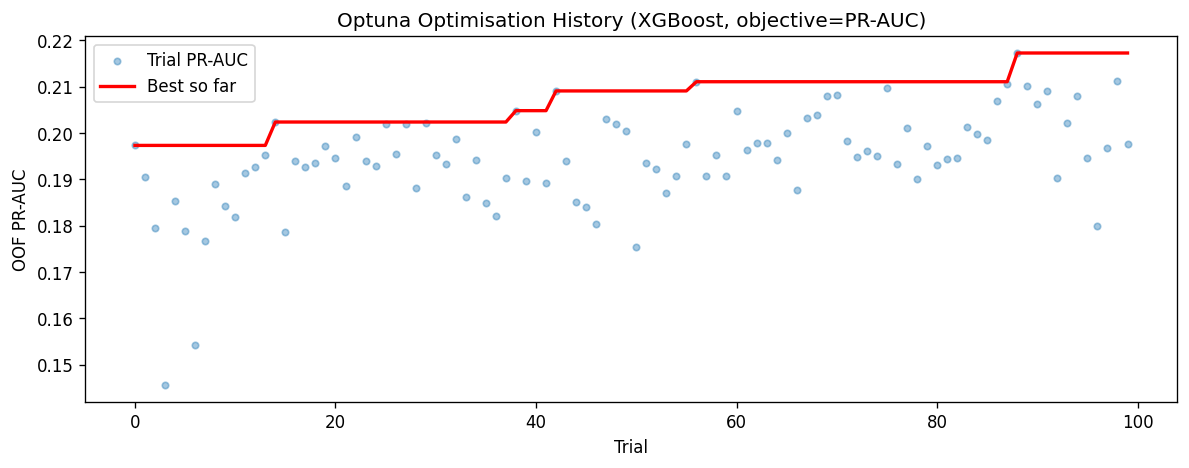 Optuna Optimisation History (XGBoost, objective=PR-AUC)
Trial PR-AUC
Best so far
OOF PR-AUC
0.22
0.21
0.20
0.19
0.18
0.17
0.16
0.15
0 20 40 60 80 100
Trial